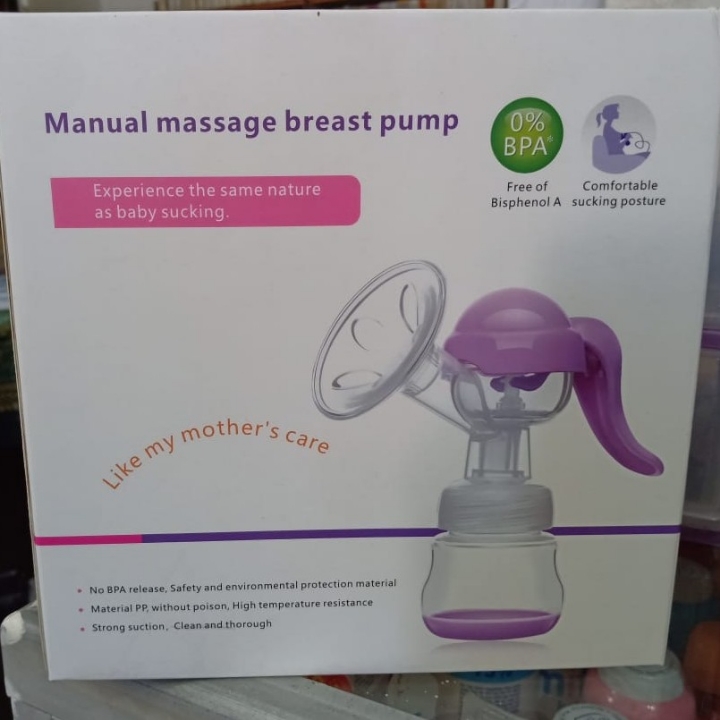 Manual massage breast pump
0%
BPA®
Free of
Bisphenol A
Comfortable
sucking posture
Experience the same nature
as baby sucking.
Like my mother's care
• No BPA release, Safety and environmental protection material
• Material PP, without poison, High temperature resistance
• Strong suction, Clean and thorough